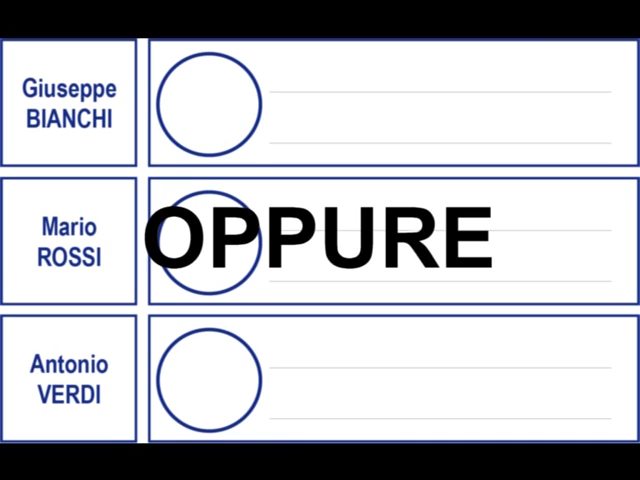 Giuseppe
BIANCHI
Mario
ROSSI
OPPURE
Antonio
VERDI